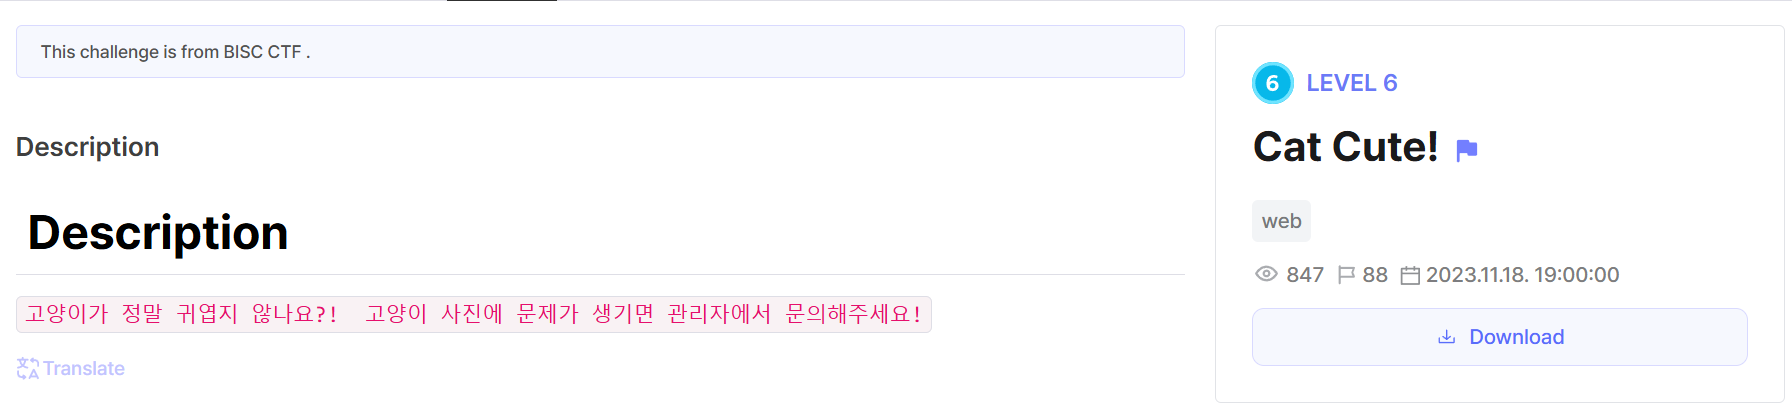 This challenge is from BISC CTF .
Description
Description
고양이가 정말 귀엽지 않나요?!  고양이 사진에 문제가 생기면 관리자에서 문의해주세요!
Translate
6 LEVEL 6
Cat Cute!
web
847 88 2023.11.18. 19:00:00
Download